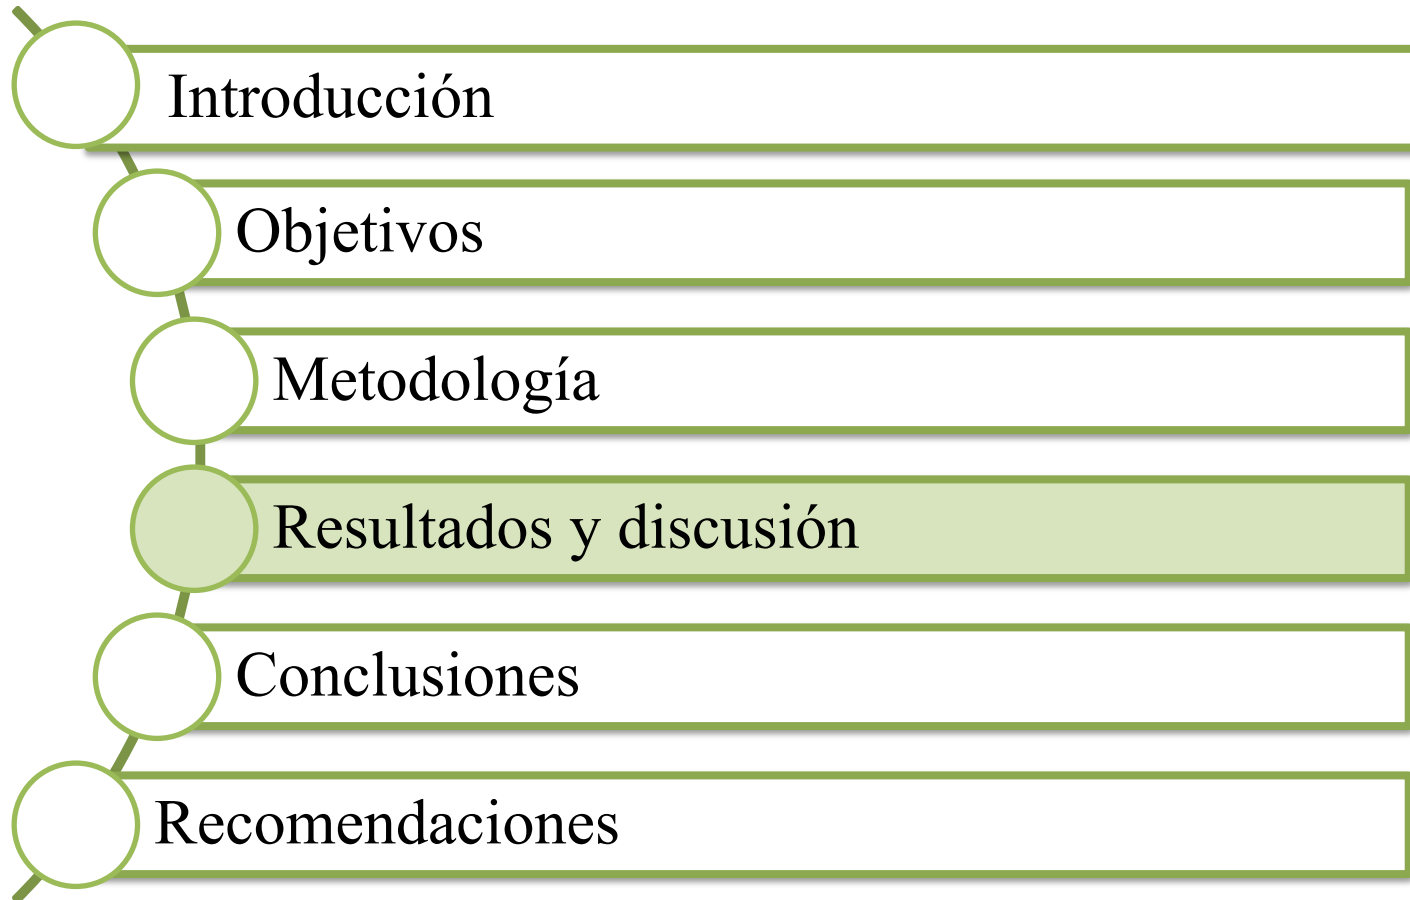 Introducción
Objetivos
Metodología
Resultados y discusión
Conclusiones
Recomendaciones